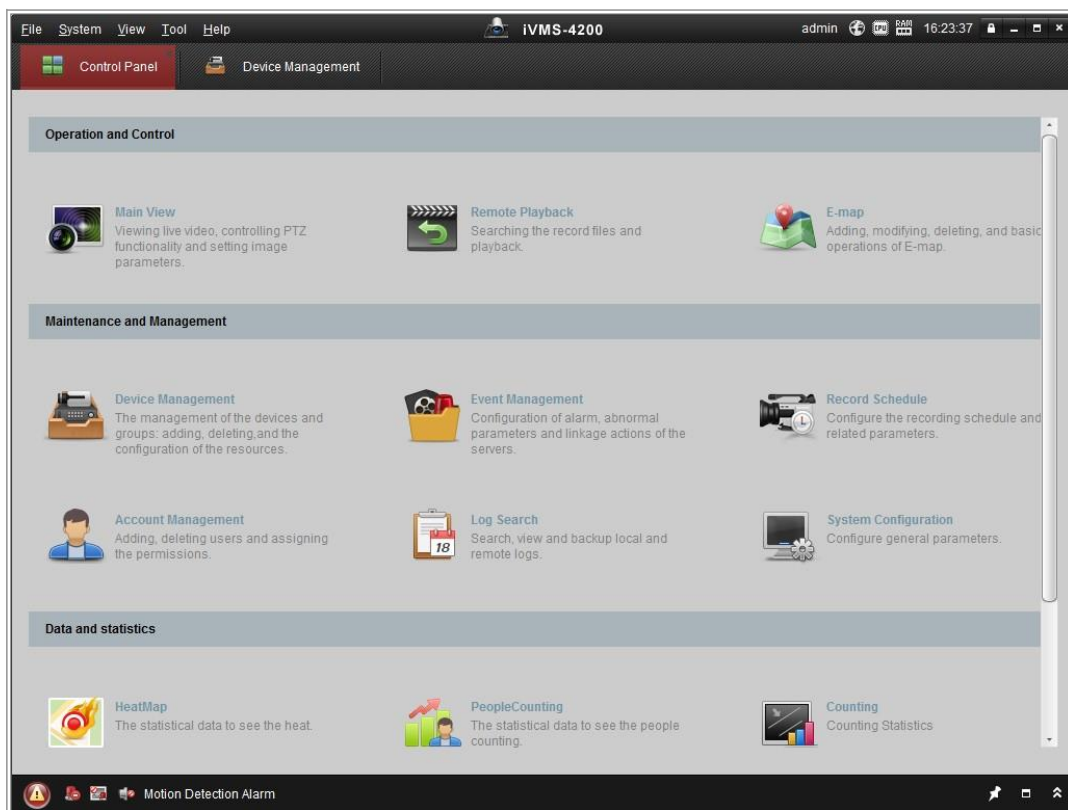 File System View Tool Help iVMS-4200 admin CPU RAM 16:23:37
Control Panel Device Management
Operation and Control
Main View
Viewing live video, controlling PTZ
functionality and setting image
parameters.
Remote Playback
Searching the record files and
playback.
E-map
Adding, modifying, deleting, and basic
operations of E-map.
Maintenance and Management
Device Management
The management of the devices and
groups: adding, deleting,and the
configuration of the resources.
Event Management
Configuration of alarm, abnormal
parameters and linkage actions of the
servers.
Record Schedule
Configure the recording schedule and
related parameters.
Account Management
Adding, deleting users and assigning
the permissions.
Log Search
Search, view and backup local and
remote logs.
18
System Configuration
Configure general parameters.
Data and statistics
HeatMap
The statistical data to see the heat.
PeopleCounting
The statistical data to see the people
counting.
Counting
Counting Statistics
Motion Detection Alarm